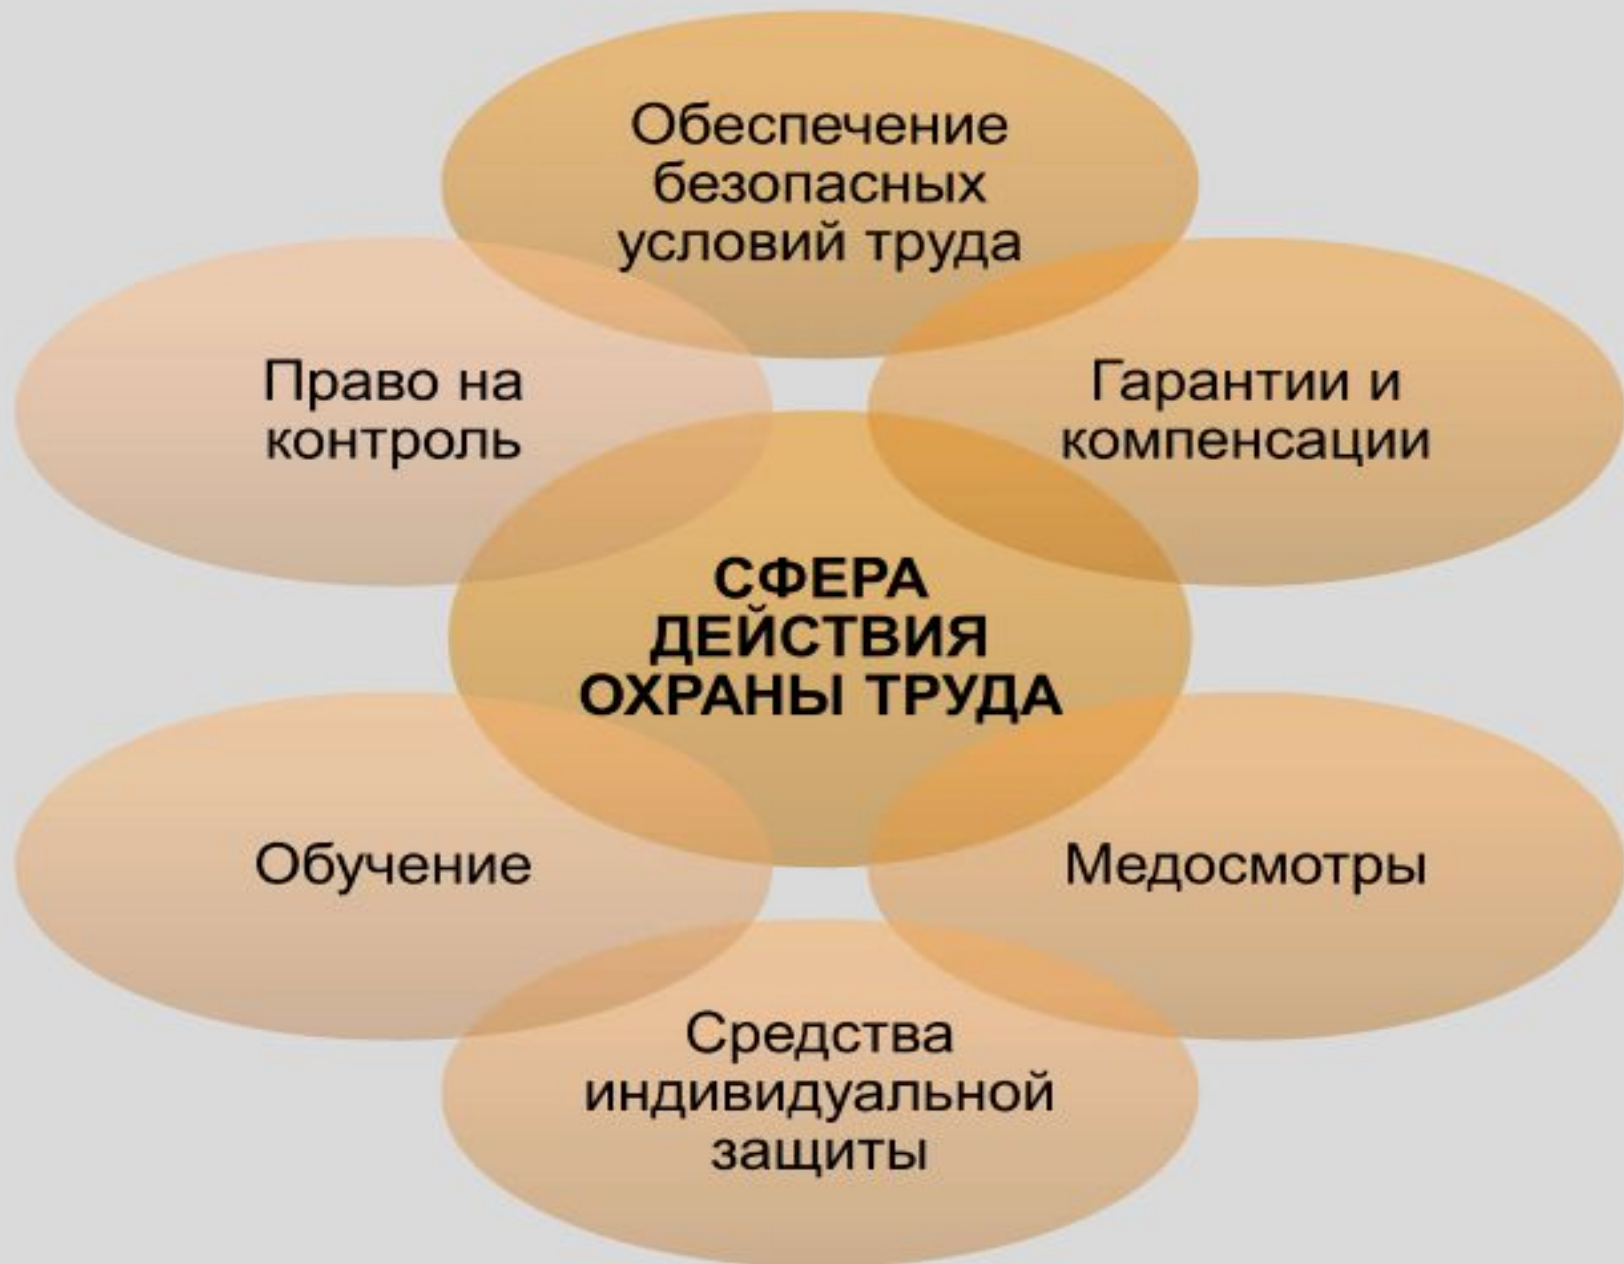 Обеспечение
безопасных
условий труда
Право на
контроль
Гарантии и
компенсации
СФЕРА
ДЕЙСТВИЯ
ОХРАНЫ ТРУДА
Обучение
Медосмотры
Средства
индивидуальной
защиты